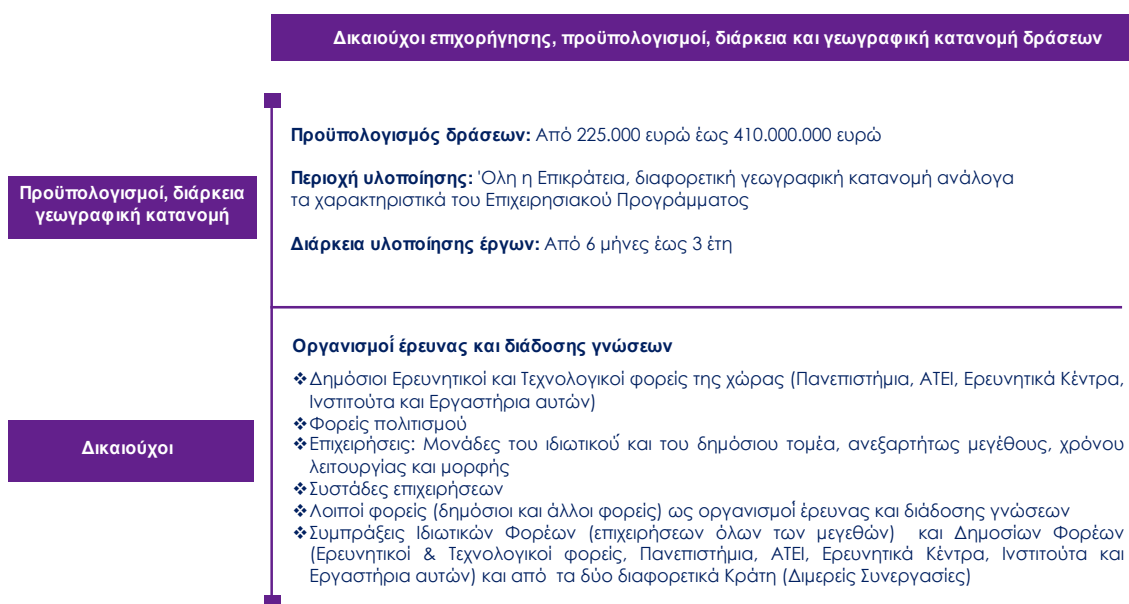 Δικαιούχοι επιχορήγησης, προϋπολογισμοί, διάρκεια και γεωγραφική κατανομή δράσεων
Προϋπολογισμοί, διάρκεια
γεωγραφική κατανομή
Προϋπολογισμός δράσεων: Από 225.000 ευρώ έως 410.000.000 ευρώ
Περιοχή υλοποίησης: 'Ολη η Επικράτεια, διαφορετική γεωγραφική κατανομή ανάλογα
τα χαρακτηριστικά του Επιχειρησιακού Προγράμματος
Διάρκεια υλοποίησης έργων: Από 6 μήνες έως 3 έτη
Δικαιούχοι
Οργανισμοί έρευνας και διάδοσης γνώσεων
❖Δημόσιοι Ερευνητικοί και Τεχνολογικοί φορείς της χώρας (Πανεπιστήμια, ΑΤΕΙ, Ερευνητικά Κέντρα,
Ινστιτούτα και Εργαστήρια αυτών)
❖Φορείς πολιτισμού
❖Επιχειρήσεις: Μονάδες του ιδιωτικού και του δημόσιου τομέα, ανεξαρτήτως μεγέθους, χρόνου
λειτουργίας και μορφής
❖Συστάδες επιχειρήσεων
❖Λοιποί φορείς (δημόσιοι και άλλοι φορείς) ως οργανισμοί έρευνας και διάδοσης γνώσεων
❖Συμπράξεις Ιδιωτικών Φορέων (επιχειρήσεων όλων των μεγεθών) και Δημοσίων Φορέων
(Ερευνητικοί & Τεχνολογικοί φορείς, Πανεπιστήμια, ΑΤΕΙ, Ερευνητικά Κέντρα, Ινστιτούτα και
Εργαστήρια αυτών) και από τα δύο διαφορετικά Κράτη (Διμερείς Συνεργασίες)